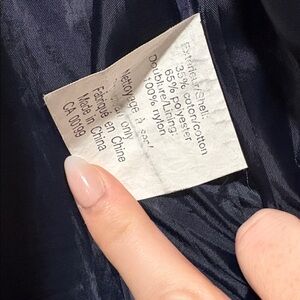 Extérieur/Shell:
35% coton/cotton
65% polyester
Doublure/Lining:
100% nylon
Nettoyage à sec
only
Fabriqué en Chine
Made in China
CA 00199